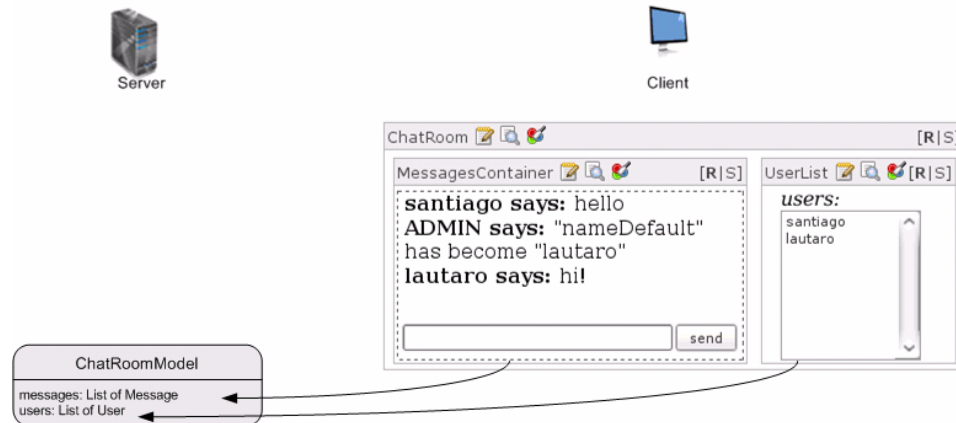 Server
Client
ChatRoom [R|S]
MessagesContainer [R|S]
santiago says: hello
ADMIN says: "nameDefault"
has become "lautaro"
lautaro says: hi!
send
UserList [R|S]
users:
santiago
lautaro
ChatRoomModel
messages: List of Message
users: List of User